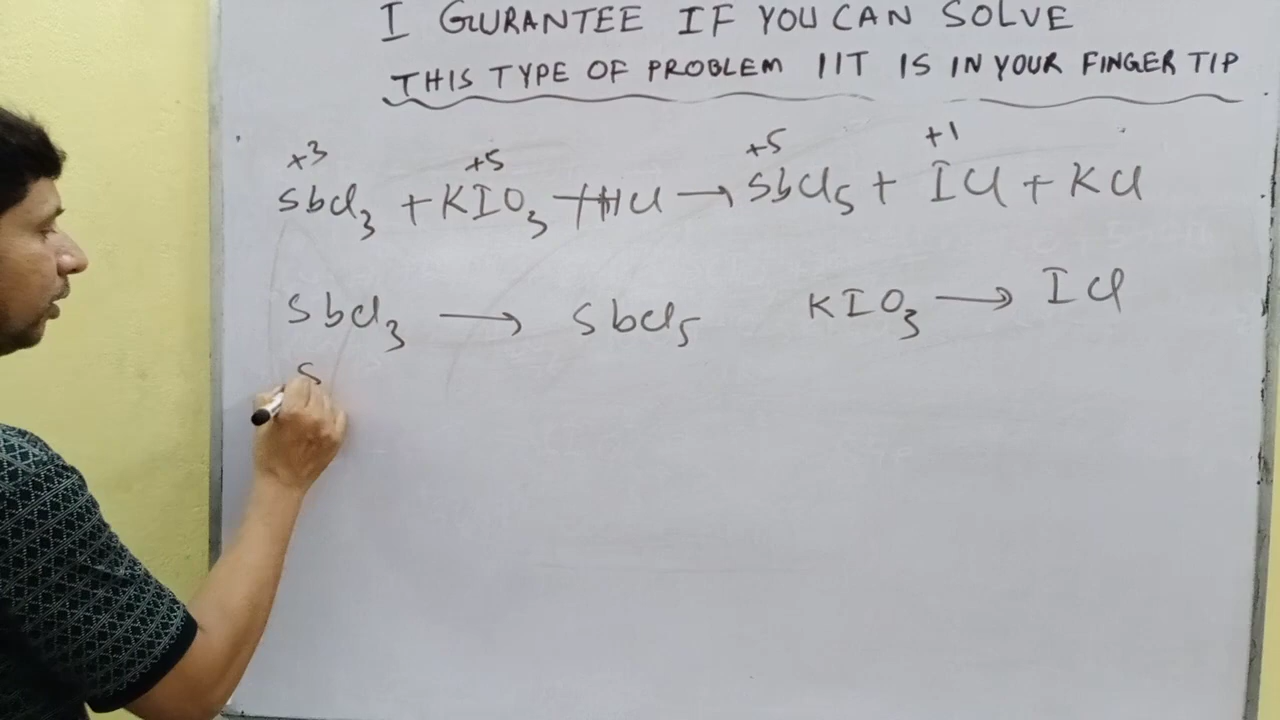 I GURANTEE IF YOU CAN SOLVE
THIS TYPE OF PROBLEM IIT IS IN YOUR FINGER TIP
+3 +5 +5 +1
SbCl₃ + KIO₃ + HCl → SbCl₅ + ICl + KCl
SbCl₃ → SbCl₅ KIO₃ → ICl
S